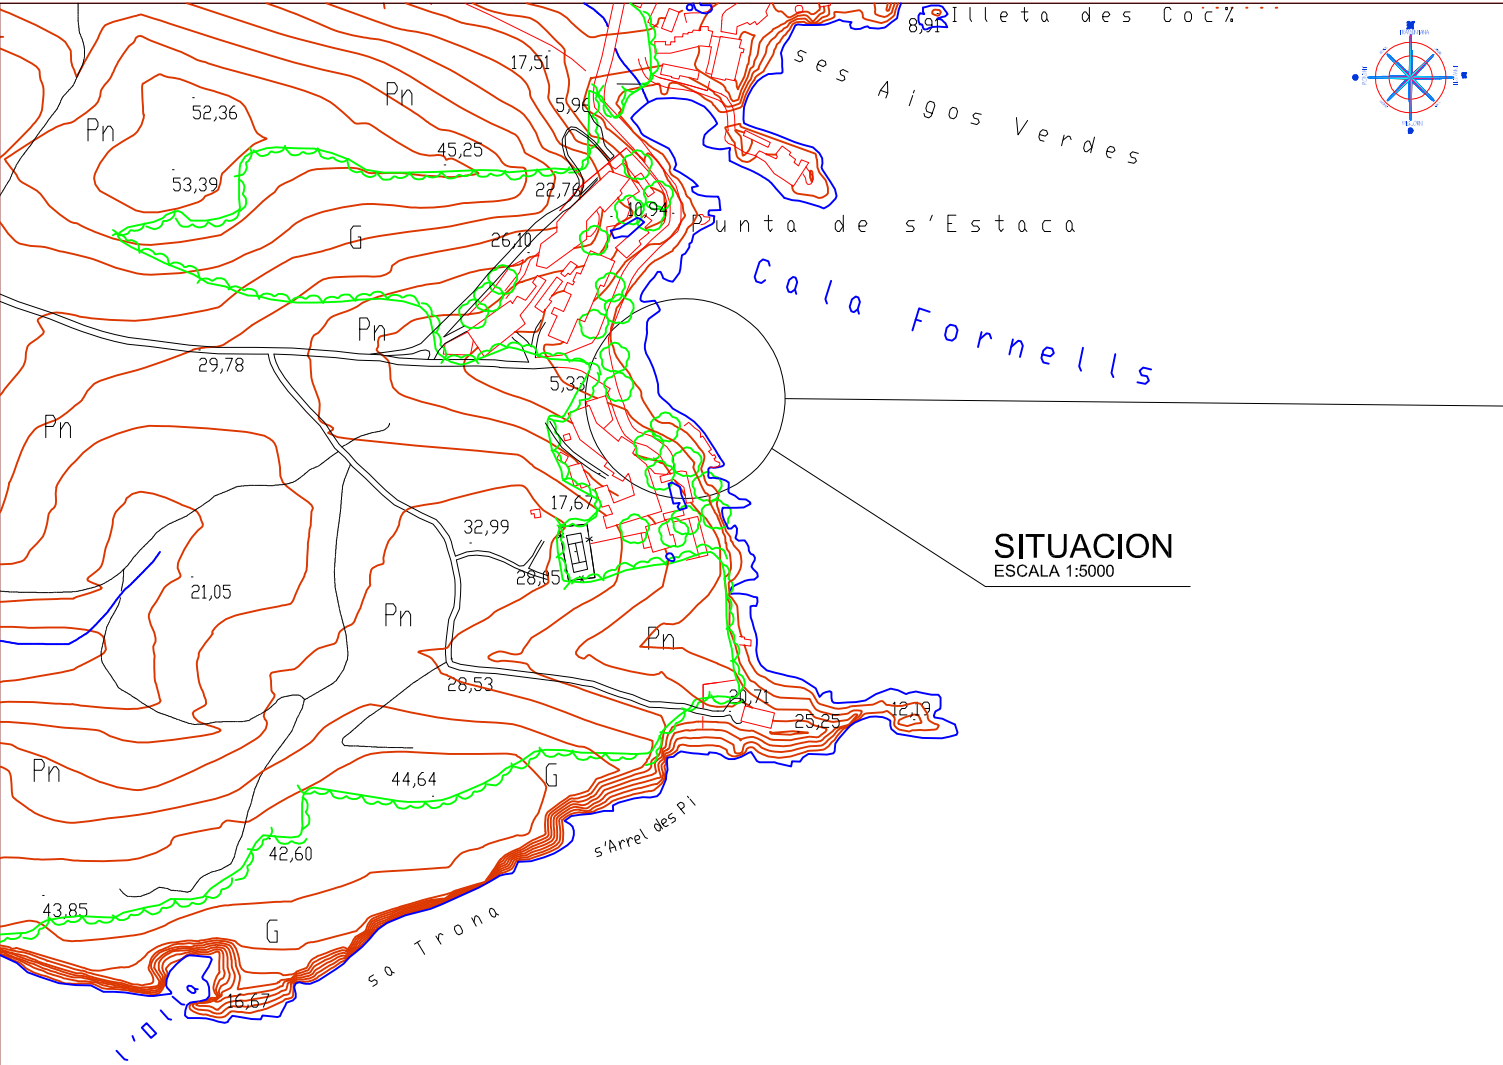 Illeta des Coc%
8,91
ses Aigos Verdes
17,51
Pn
5,96
52,36
Pn
45,25
53,39
22,76
10,94
Punta de s'Estaca
G
26,10
Cala Fornells
Pn
29,78
5,33
Pn
17,67
32,99
SITUACION
ESCALA 1:5000
28,05
21,05
Pn
Pn
28,53
20,71
12,19
25,25
Pn
44,64
G
s'Arrel des Pi
42,60
43,85
G
sa Trona
16,67
l'Olla